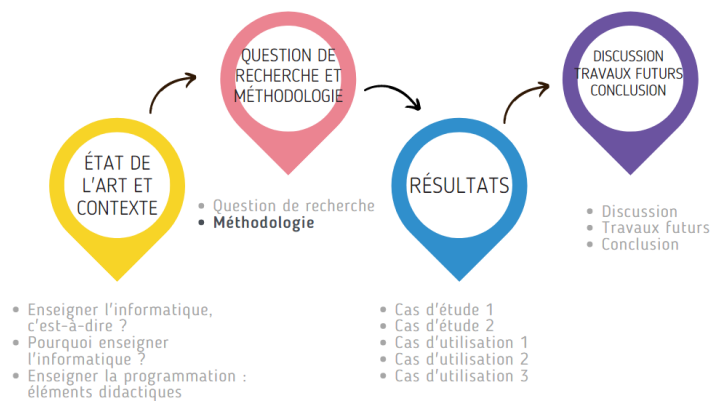 ÉTAT DE
L'ART ET
CONTEXTE
• Enseigner l'informatique,
c'est-à-dire ?
• Pourquoi enseigner
l'informatique ?
• Enseigner la programmation :
éléments didactiques
QUESTION DE
RECHERCHE ET
MÉTHODOLOGIE
• Question de recherche
• Méthodologie
RÉSULTATS
• Cas d'étude 1
• Cas d'étude 2
• Cas d'utilisation 1
• Cas d'utilisation 2
• Cas d'utilisation 3
DISCUSSION
TRAVAUX FUTURS
CONCLUSION
• Discussion
• Travaux futurs
• Conclusion